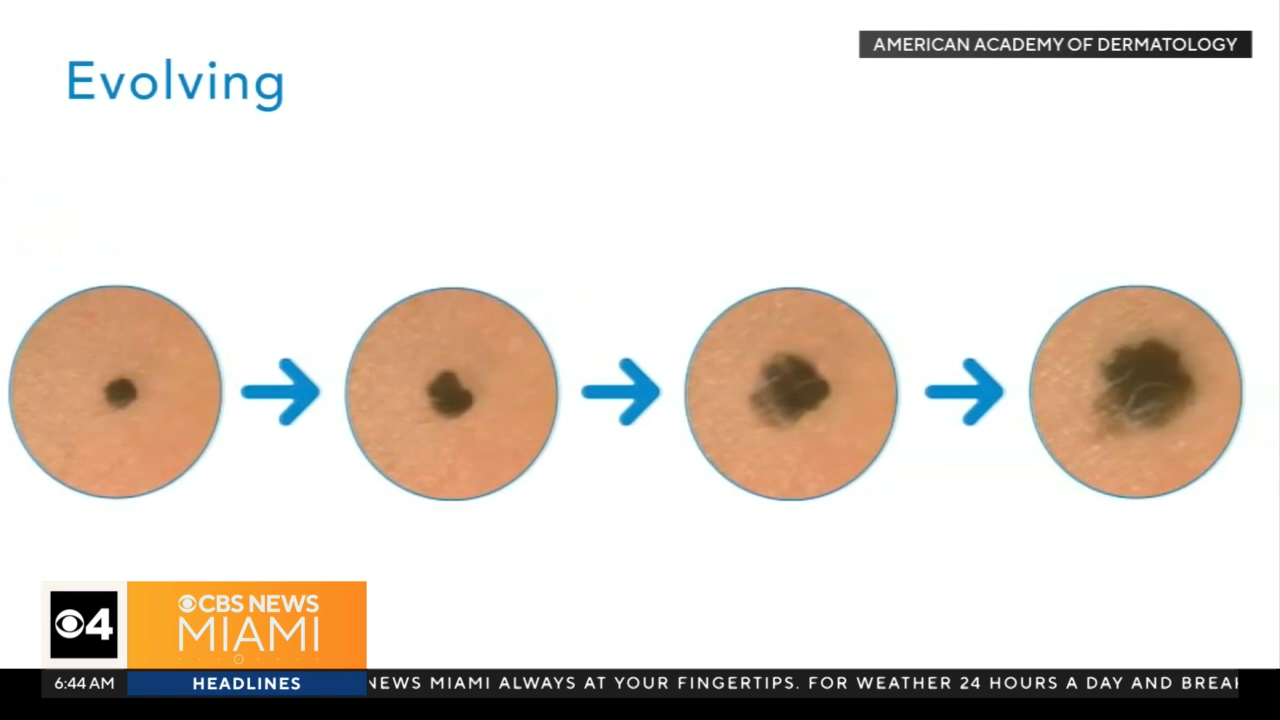 AMERICAN ACADEMY OF DERMATOLOGY
Evolving
4
CBS NEWS
MIAMI
6:44 AM
HEADLINES
NEWS MIAMI ALWAYS AT YOUR FINGERTIPS. FOR WEATHER 24 HOURS A DAY AND